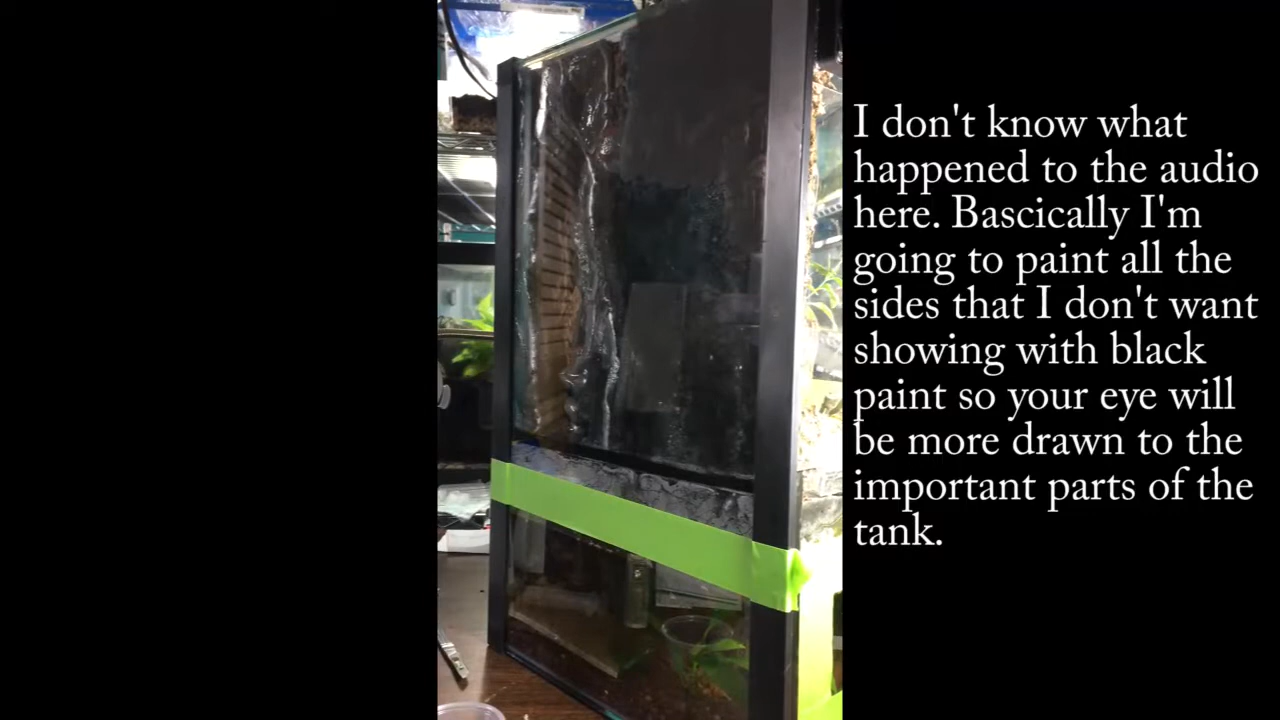 I don't know what
happened to the audio
here. Bascically I'm
going to paint all the
sides that I don't want
showing with black
paint so your eye will
be more drawn to the
important parts of the
tank.